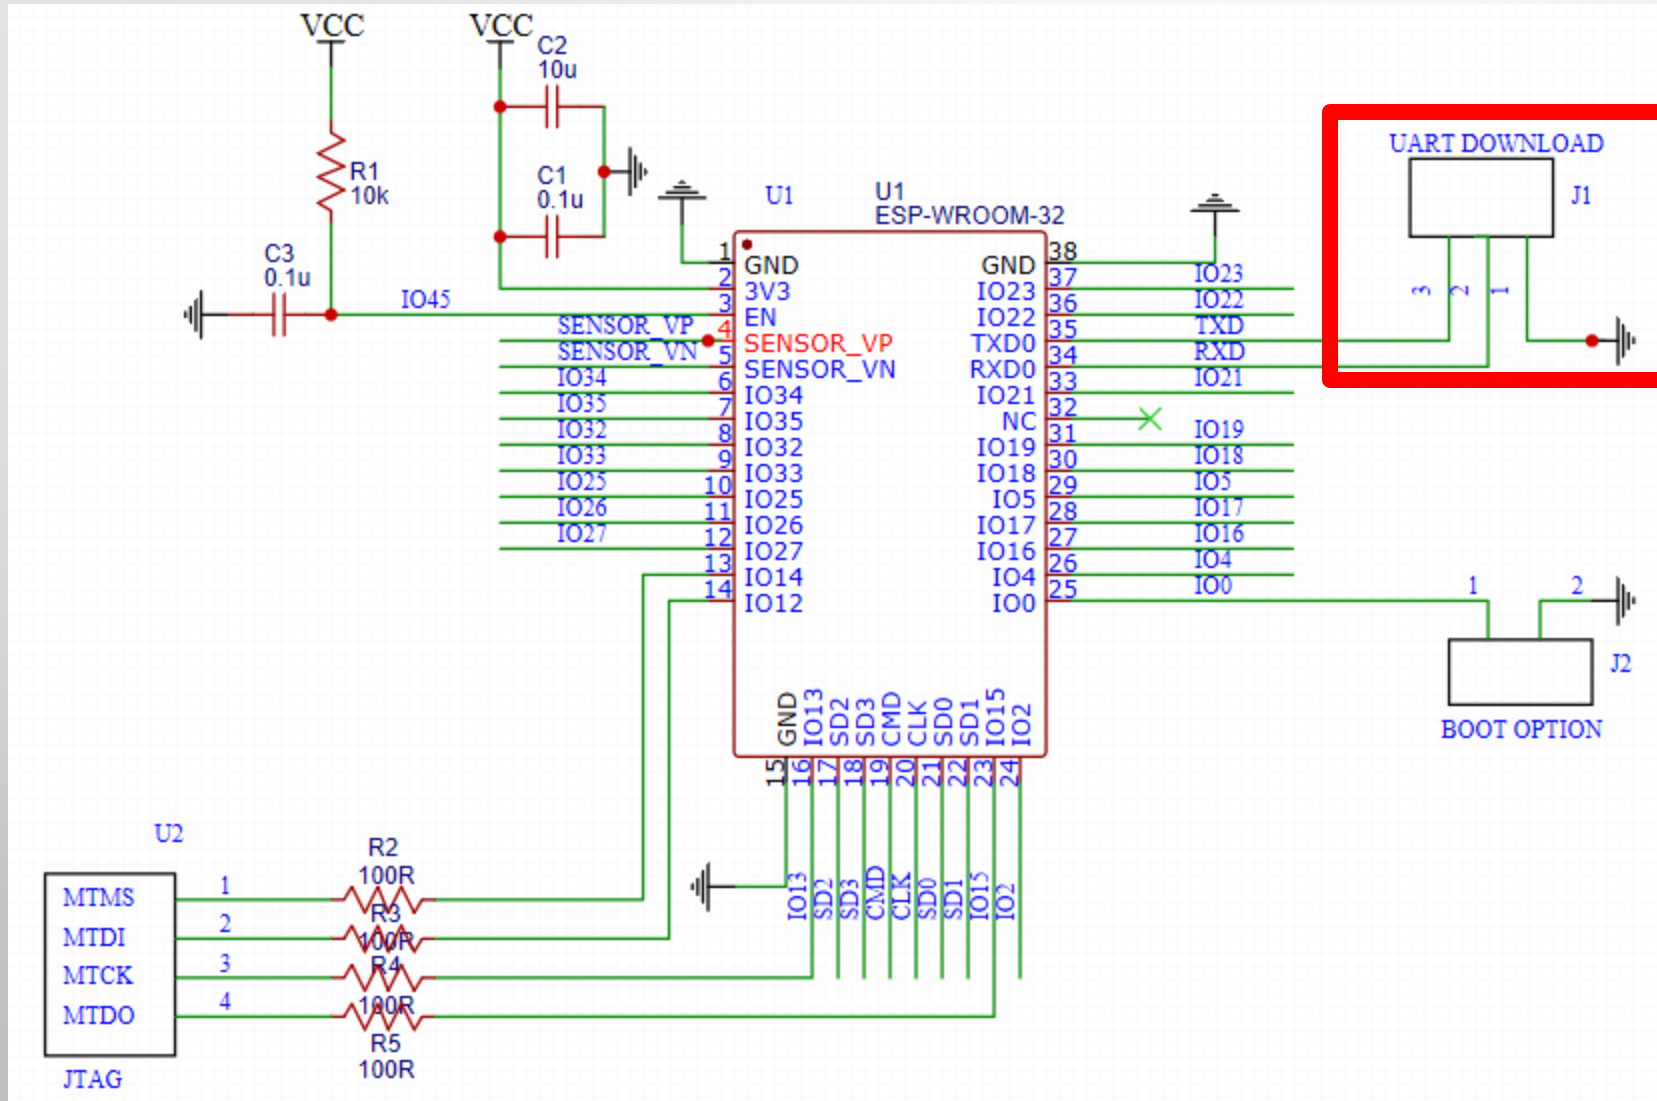 VCC
VCC
C2
10u
R1
10k
C1
0.1u
C3
0.1u
IO45
U1
U1
ESP-WROOM-32
UART DOWNLOAD
J1
3
2
1
1
GND
2
3V3
3
EN
SENSOR_VP
4
SENSOR_VP
SENSOR_VN
5
SENSOR_VN
IO34
6
IO34
IO35
7
IO35
IO32
8
IO32
IO33
9
IO33
IO25
10
IO25
IO26
11
IO26
IO27
12
IO27
13
IO14
14
IO12
38
GND
37
IO23
IO23
36
IO22
IO22
35
TXD0
TXD
34
RXD0
RXD
33
IO21
IO21
32
NC
31
IO19
IO19
30
IO18
IO18
29
IO5
IO5
28
IO17
IO17
27
IO16
IO16
26
IO4
IO4
25
IO0
IO0
1
2
J2
BOOT OPTION
GND
IO13
SD2
SD3
CMD
CLK
SD0
SD1
IO15
IO2
15
16
17
18
19
20
21
22
23
24
IO13
SD2
SD3
CMD
CLK
SD0
SD1
IO15
IO2
U2
MTMS
1
MTDI
2
MTCK
3
MTDO
4
JTAG
R2
100R
R3
100R
R4
100R
R5
100R